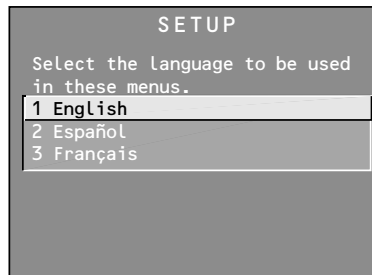 SETUP
Select the language to be used
in these menus.
1 English
2 Español
3 Français